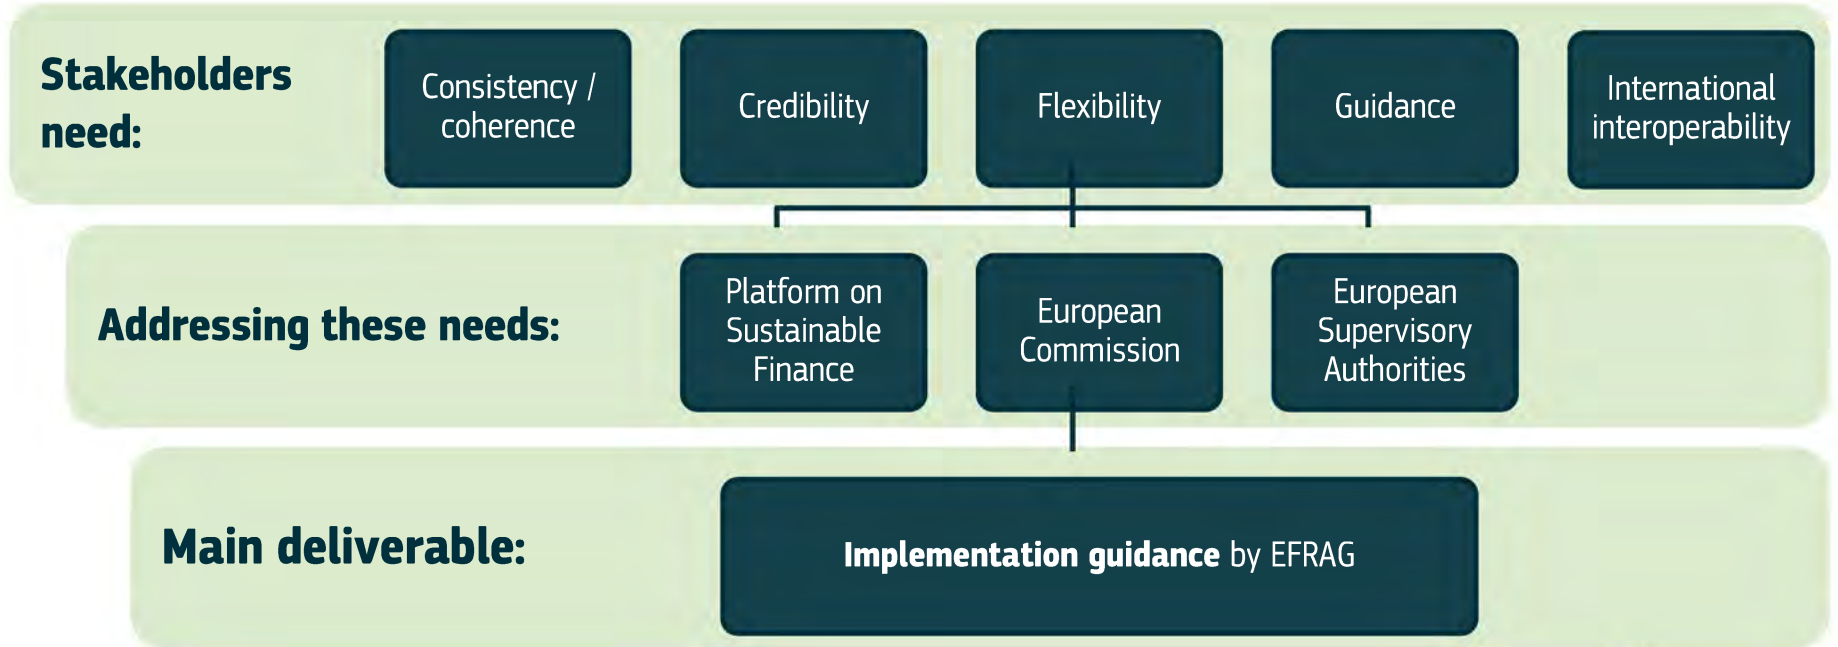 Stakeholders
need:
Consistency /
coherence
Credibility
Flexibility
Guidance
International
interoperability
Addressing these needs:
Platform on
Sustainable
Finance
European
Commission
European
Supervisory
Authorities
Main deliverable:
Implementation guidance by EFRAG